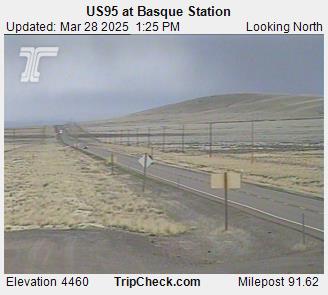 US95 at Basque Station
Updated: Mar 28 2025 1:25 PM Looking North
Elevation 4460 TripCheck.com Milepost 91.62